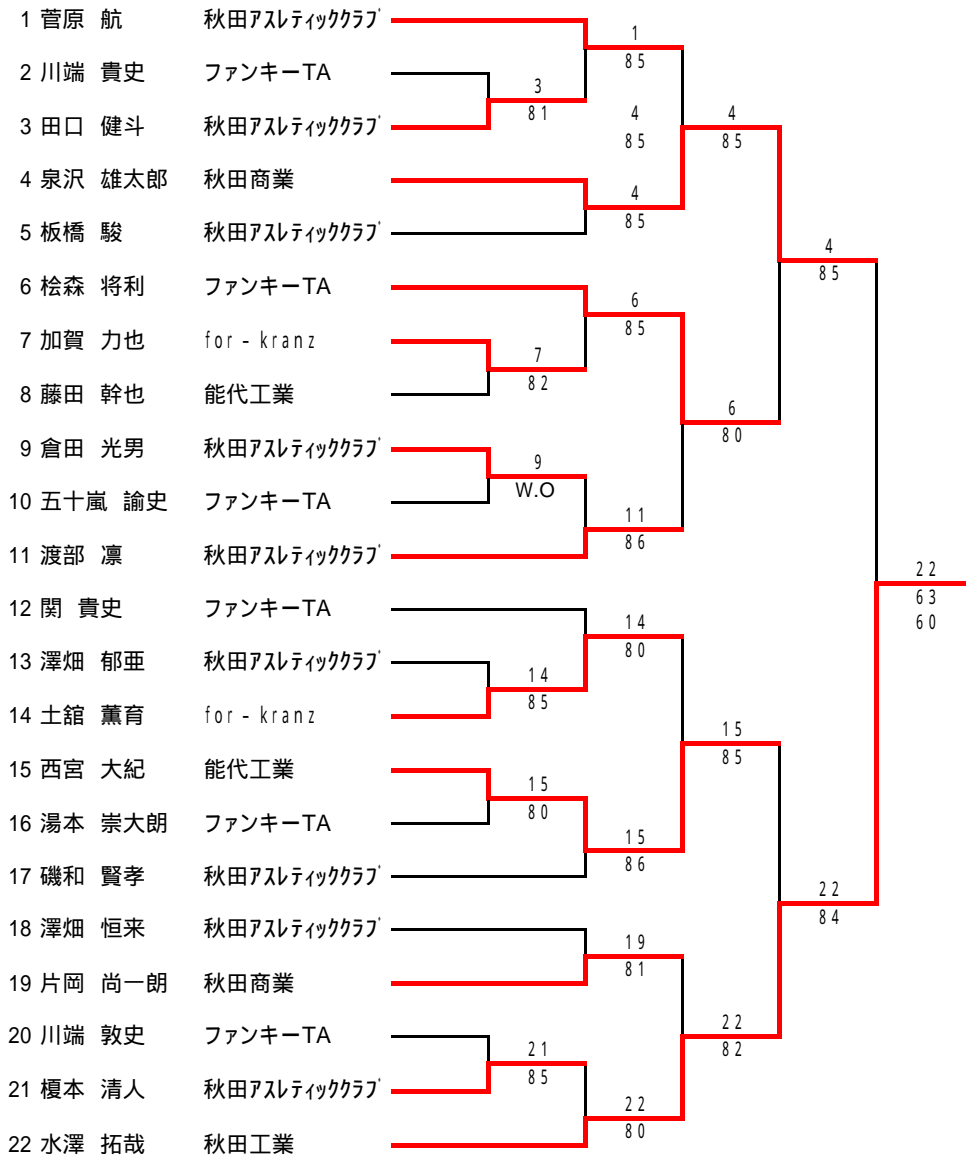 1 菅原 航 秋田アスレティッククラブ
1
85
2 川端 貴史 ファンキーTA
3
81
4
85
4
85
3 田口 健斗 秋田アスレティッククラブ
4 泉沢 雄太郎 秋田商業
4
85
5 板橋 駿 秋田アスレティッククラブ
4
85
6 桧森 将利 ファンキーTA
6
85
7 加賀 力也 for-kranz
7
82
8 藤田 幹也 能代工業
6
80
9 倉田 光男 秋田アスレティッククラブ
9
W.O
10 五十嵐 諭史 ファンキーTA
11
86
11 渡部 凛 秋田アスレティッククラブ
22
63
60
12 関 貴史 ファンキーTA
14
80
13 澤畑 郁亜 秋田アスレティッククラブ
14
85
14 土舘 薫育 for-kranz
15
85
15 西宮 大紀 能代工業
15
80
16 湯本 崇大朗 ファンキーTA
15
86
17 磯和 賢孝 秋田アスレティッククラブ
22
84
18 澤畑 恒来 秋田アスレティッククラブ
19
81
19 片岡 尚一朗 秋田商業
20 川端 敦史 ファンキーTA
22
82
21
85
21 榎本 清人 秋田アスレティッククラブ
22
80
22 水澤 拓哉 秋田工業